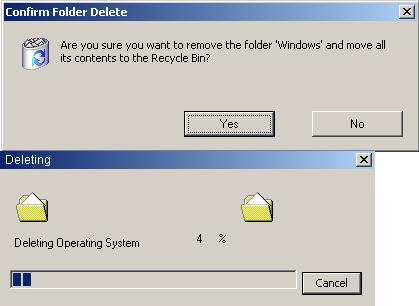 Confirm Folder Delete
Are you sure you want to remove the folder 'Windows' and move all
its contents to the Recycle Bin?
Yes
No
Deleting
Deleting Operating System
4 %
Cancel